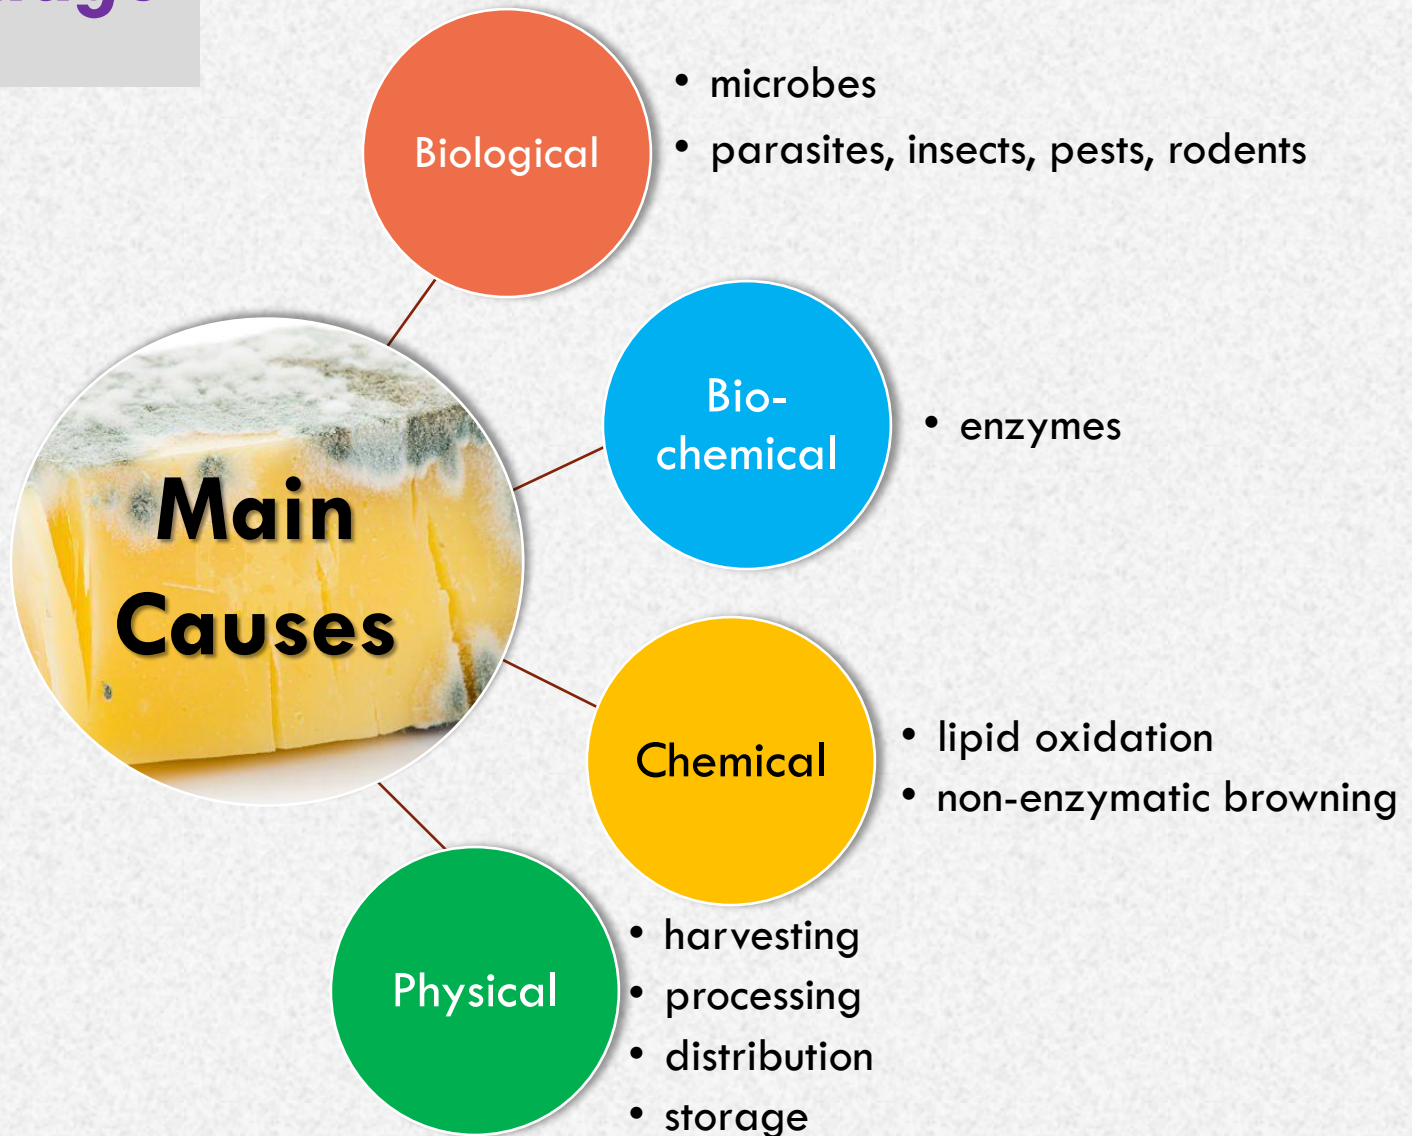 Main
Causes
Biological
• microbes
• parasites, insects, pests, rodents
Bio-
chemical
• enzymes
Chemical
• lipid oxidation
• non-enzymatic browning
Physical
• harvesting
• processing
• distribution
• storage